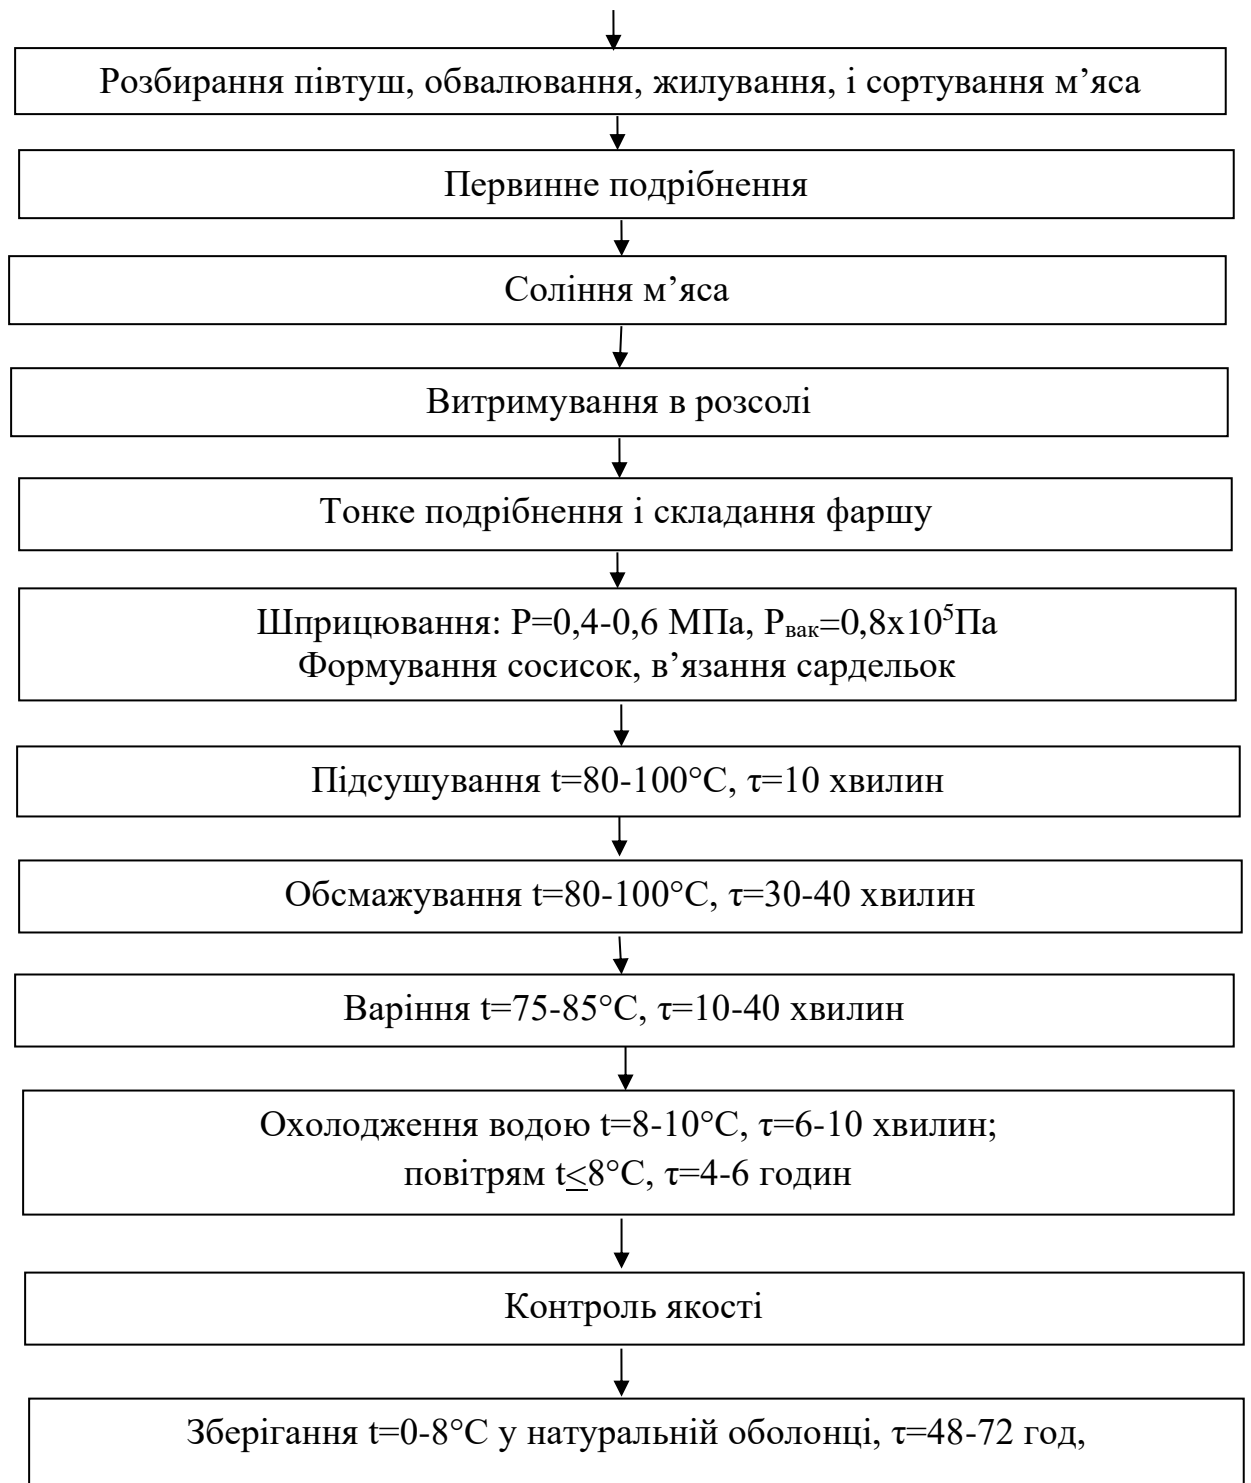 Розбирання півтуш, обвалювання, жилування, і сортування м’яса
Первинне подрібнення
Соління м’яса
Витримування в розсолі
Тонке подрібнення і складання фаршу
Шприцювання: Р=0,4-0,6 МПа, Рвак=0,8х10⁵Па
Формування сосисок, в’язання сардельок
Підсушування t=80-100°С, τ=10 хвилин
Обсмажування t=80-100°С, τ=30-40 хвилин
Варіння t=75-85°С, τ=10-40 хвилин
Охолодження водою t=8-10°С, τ=6-10 хвилин;
повітрям t≤8°С, τ=4-6 годин
Контроль якості
Зберігання t=0-8°С у натуральній оболонці, τ=48-72 год,